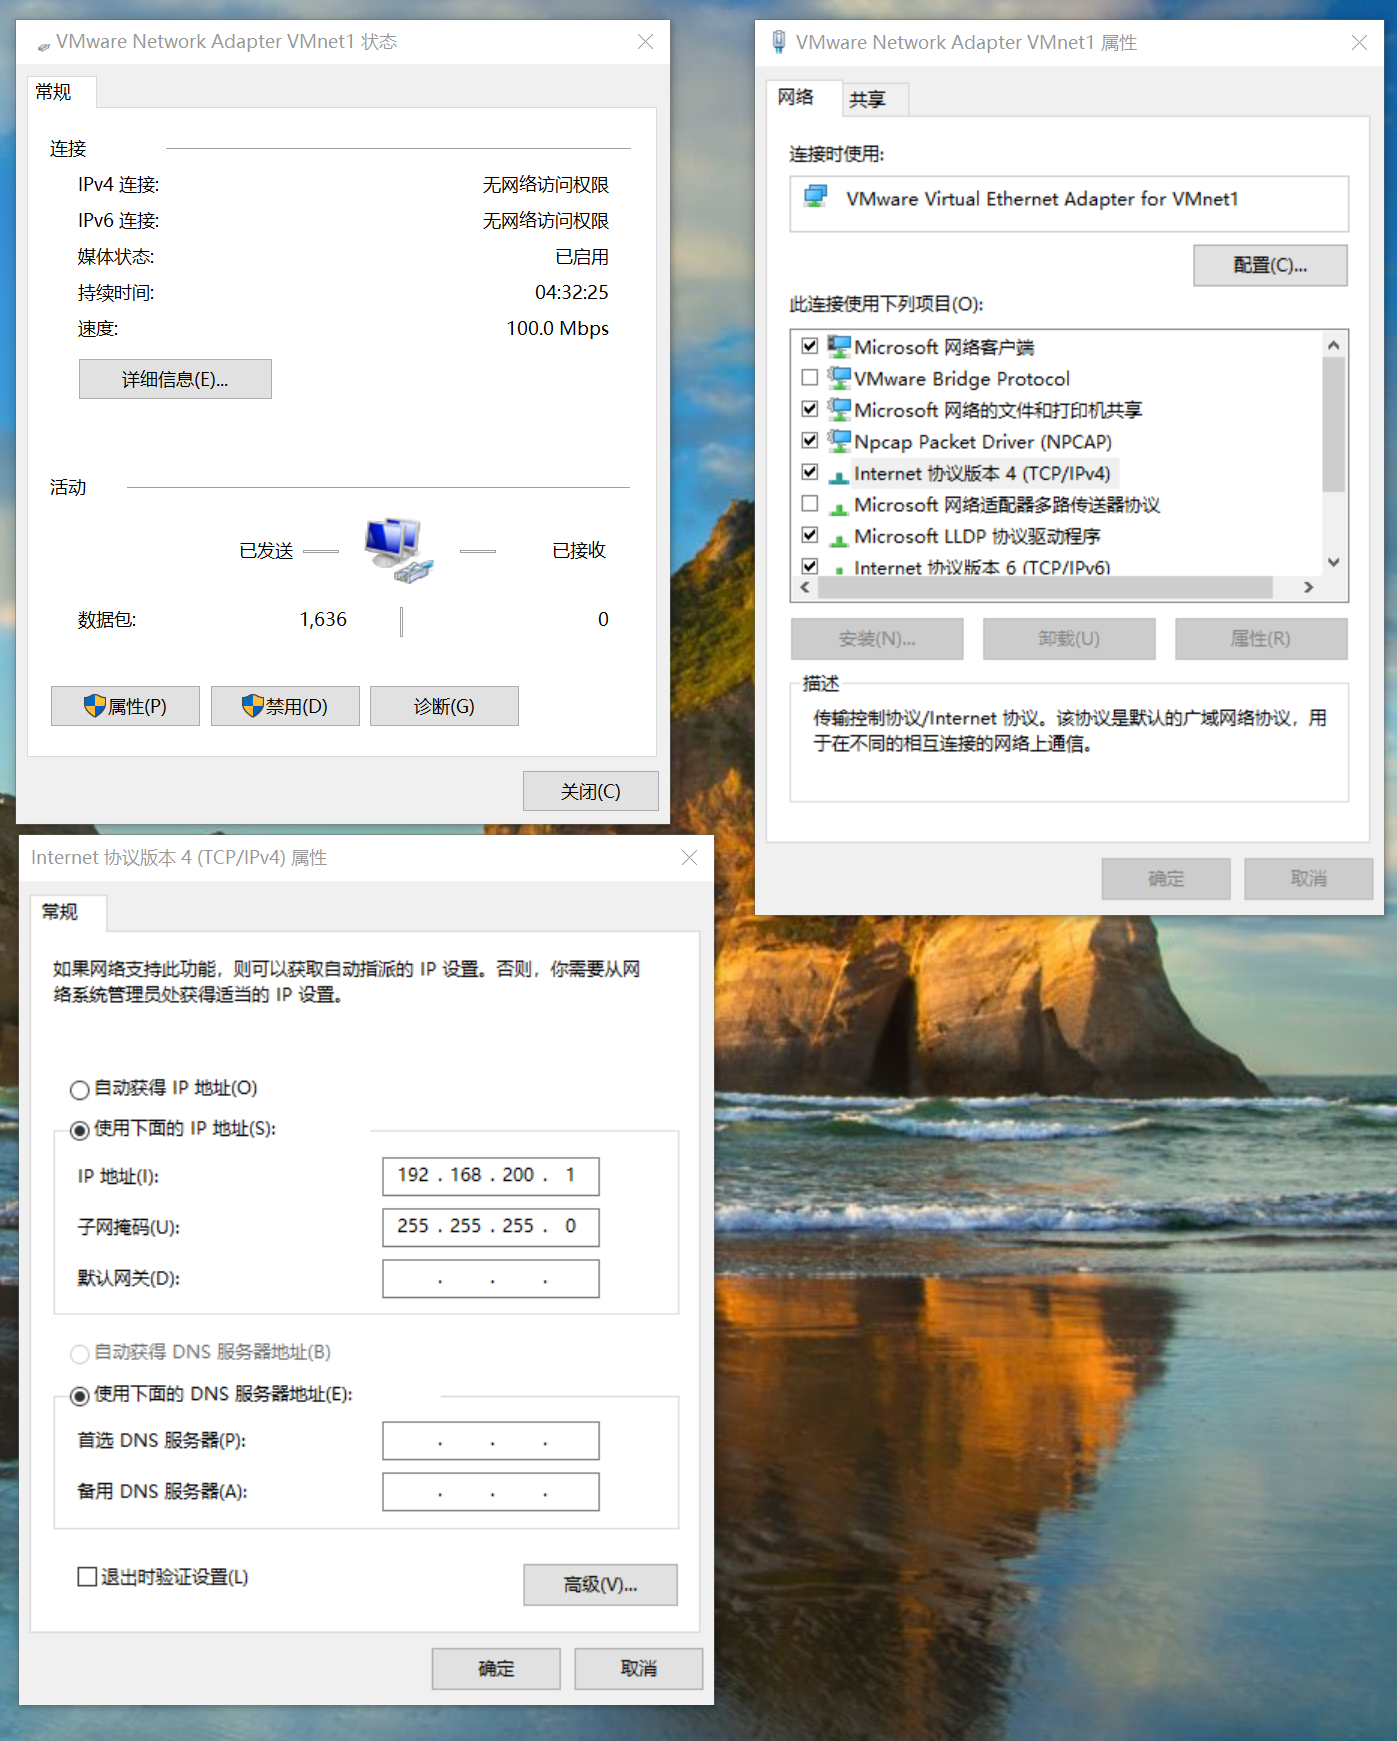 VMware Network Adapter VMnet1 状态
常规
连接
IPv4 连接: 无网络访问权限
IPv6 连接: 无网络访问权限
媒体状态: 已启用
持续时间: 04:32:25
速度: 100.0 Mbps
详细信息(E)...
活动
已发送 已接收
数据包: 1,636 0
属性(P) 禁用(D) 诊断(G)
关闭(C)
VMware Network Adapter VMnet1 属性
网络 共享
连接时使用:
VMware Virtual Ethernet Adapter for VMnet1
配置(C)...
此连接使用下列项目(O):
Microsoft 网络客户端
VMware Bridge Protocol
Microsoft 网络的文件和打印机共享
Npcap Packet Driver (NPCAP)
Internet 协议版本 4 (TCP/IPv4)
Microsoft 网络适配器多路传送器协议
Microsoft LLDP 协议驱动程序
Internet 协议版本 6 (TCP/IPv6)
安装(N)... 卸载(U) 属性(R)
描述
传输控制协议/Internet 协议。该协议是默认的广域网络协议，用
于在不同的相互连接的网络上通信。
确定 取消
Internet 协议版本 4 (TCP/IPv4) 属性
常规
如果网络支持此功能，则可以获取自动指派的 IP 设置。否则，你需要从网
络系统管理员处获得适当的 IP 设置。
自动获得 IP 地址(O)
使用下面的 IP 地址(S):
IP 地址(I): 192 . 168 . 200 . 1
子网掩码(U): 255 . 255 . 255 . 0
默认网关(D): . . .
自动获得 DNS 服务器地址(B)
使用下面的 DNS 服务器地址(E):
首选 DNS 服务器(P): . . .
备用 DNS 服务器(A): . . .
退出时验证设置(L)
高级(V)...
确定 取消